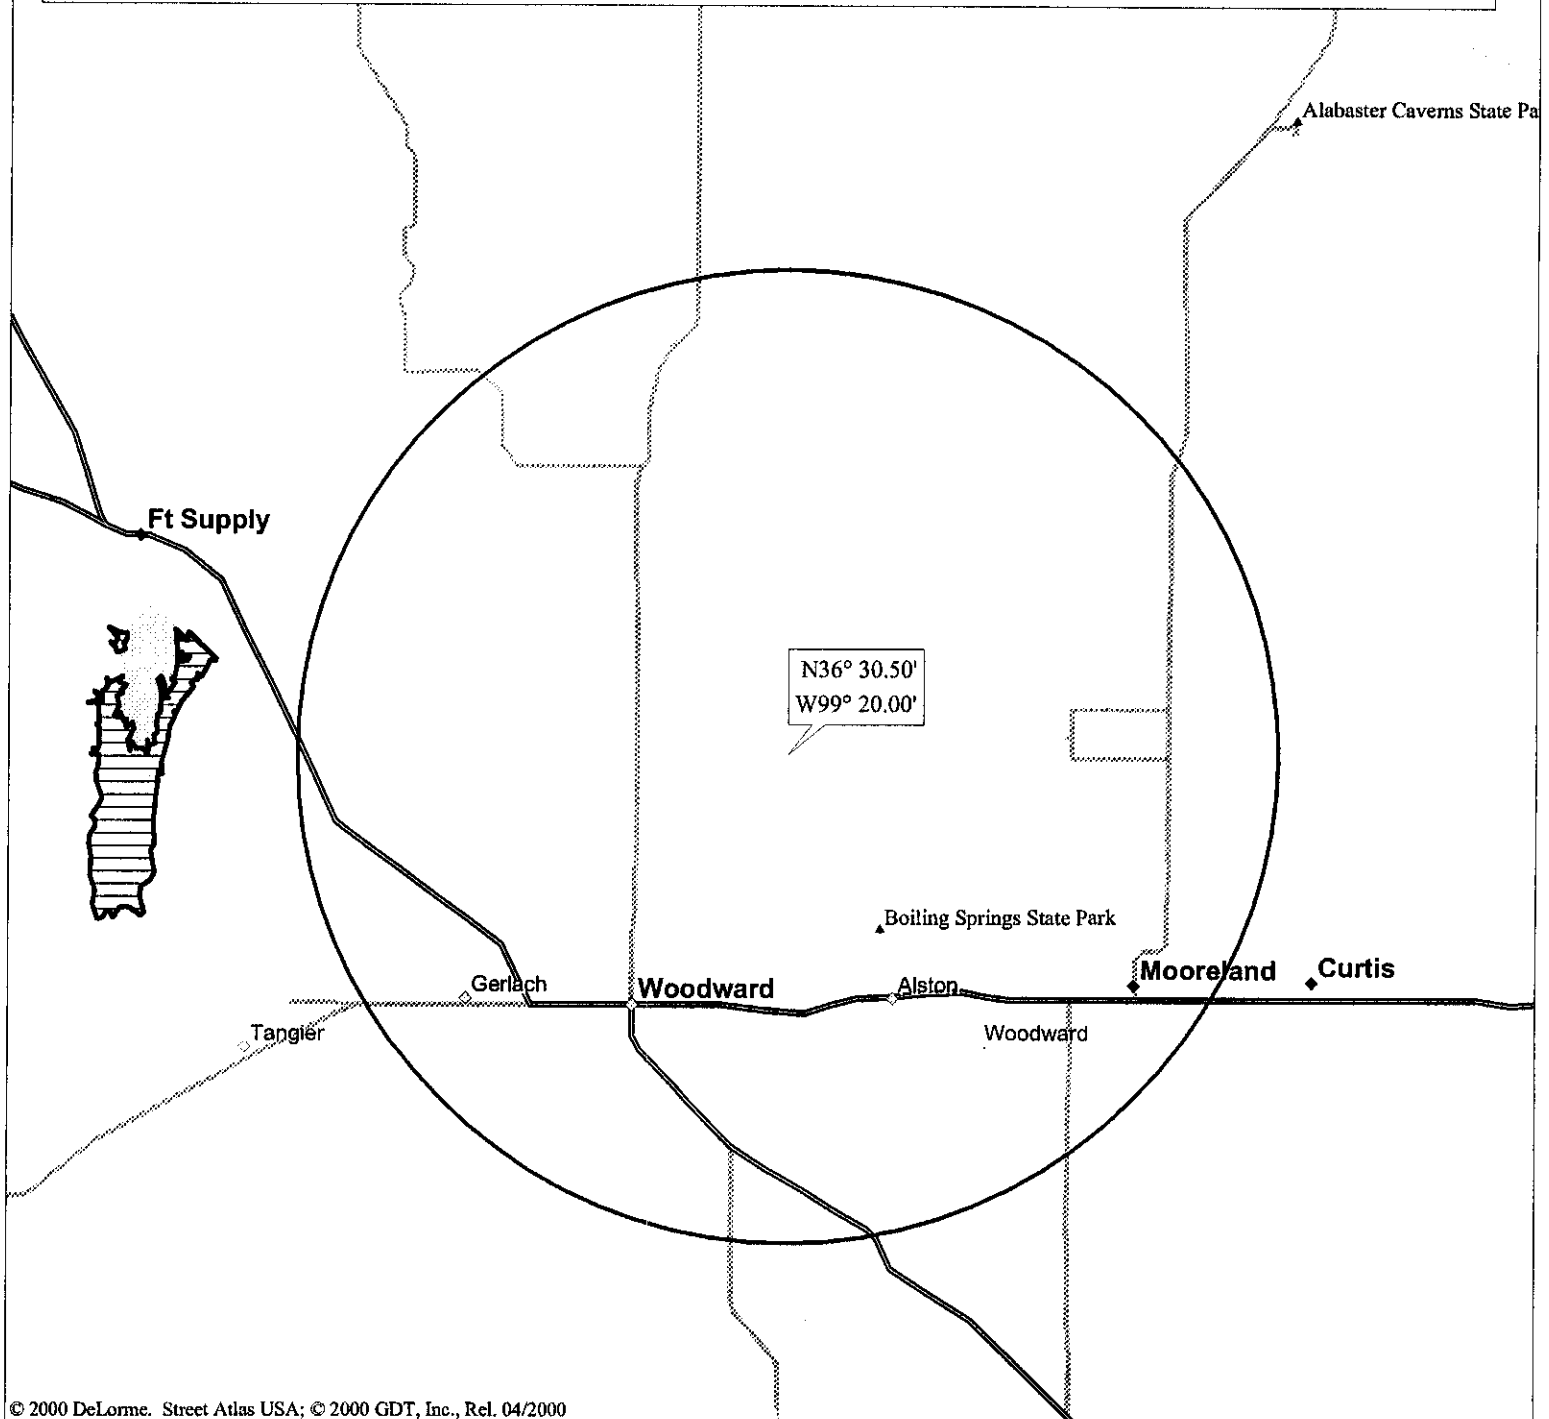 Alabaster Caverns State Pa
Ft Supply
N36° 30.50'
W99° 20.00'
Boiling Springs State Park
Mooreland
Curtis
Gerlach
Woodward
Alston
Tangier
Woodward
© 2000 DeLorme. Street Atlas USA; © 2000 GDT, Inc., Rel. 04/2000